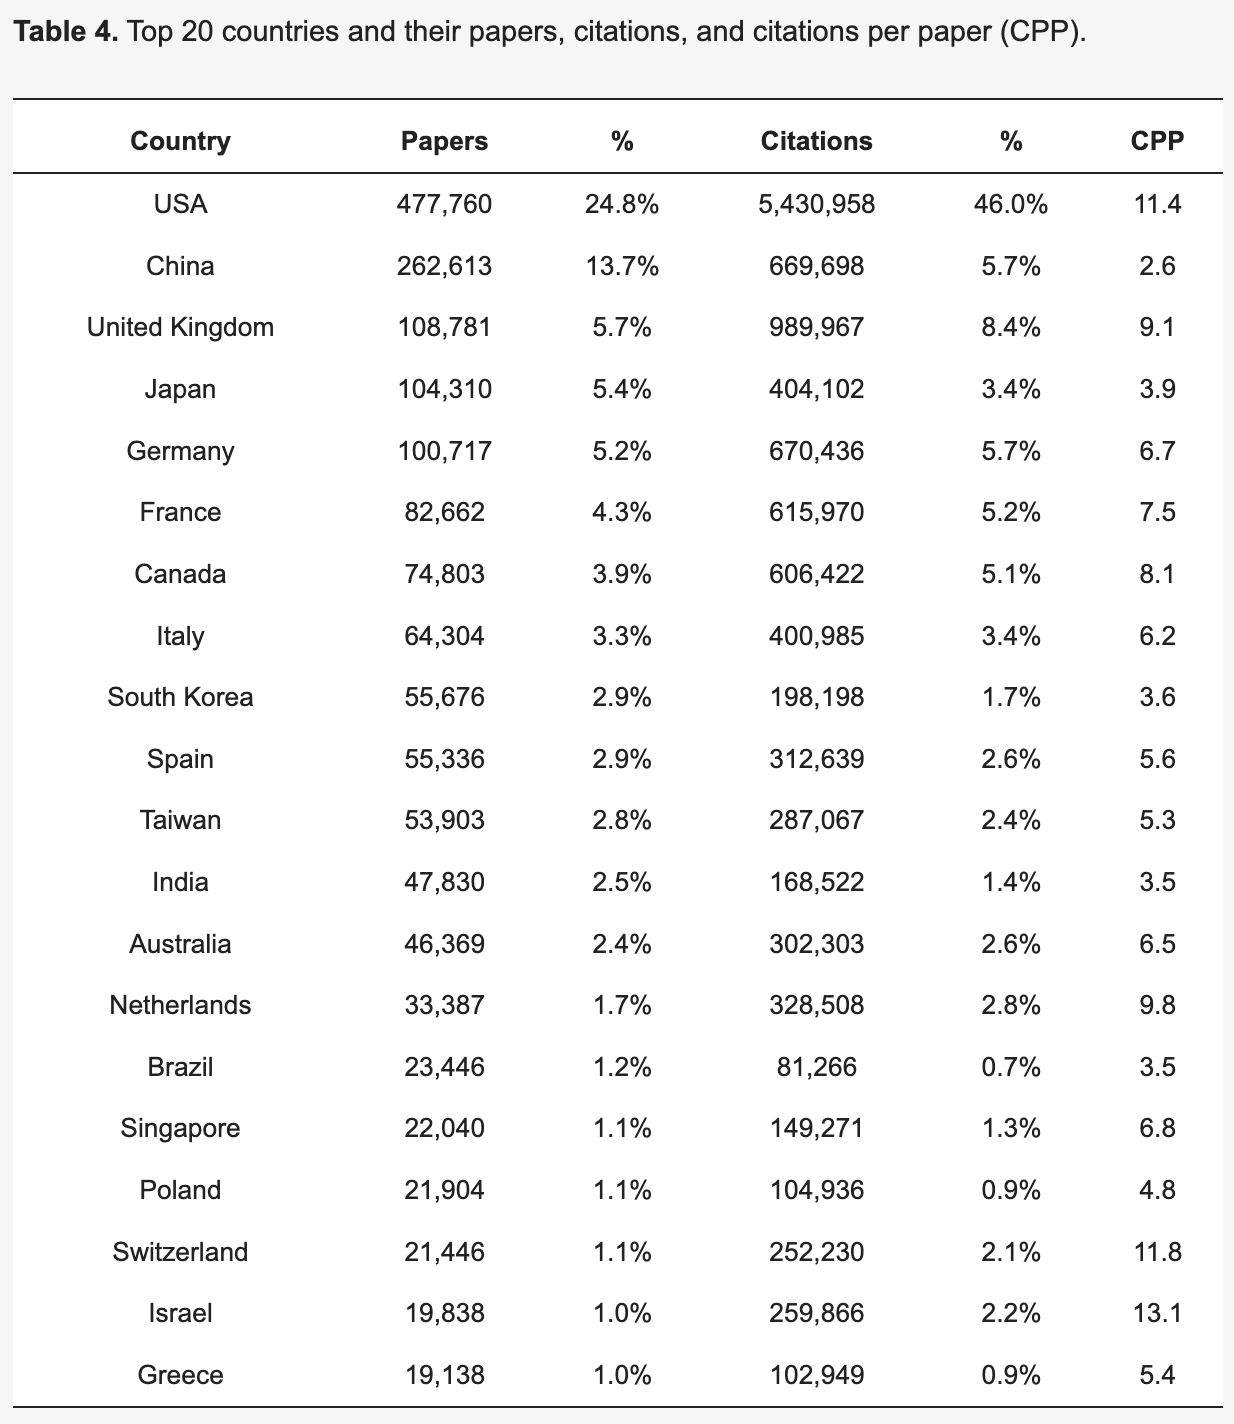 Table 4. Top 20 countries and their papers, citations, and citations per paper (CPP).
Country Papers % Citations % CPP
USA 477,760 24.8% 5,430,958 46.0% 11.4
China 262,613 13.7% 669,698 5.7% 2.6
United Kingdom 108,781 5.7% 989,967 8.4% 9.1
Japan 104,310 5.4% 404,102 3.4% 3.9
Germany 100,717 5.2% 670,436 5.7% 6.7
France 82,662 4.3% 615,970 5.2% 7.5
Canada 74,803 3.9% 606,422 5.1% 8.1
Italy 64,304 3.3% 400,985 3.4% 6.2
South Korea 55,676 2.9% 198,198 1.7% 3.6
Spain 55,336 2.9% 312,639 2.6% 5.6
Taiwan 53,903 2.8% 287,067 2.4% 5.3
India 47,830 2.5% 168,522 1.4% 3.5
Australia 46,369 2.4% 302,303 2.6% 6.5
Netherlands 33,387 1.7% 328,508 2.8% 9.8
Brazil 23,446 1.2% 81,266 0.7% 3.5
Singapore 22,040 1.1% 149,271 1.3% 6.8
Poland 21,904 1.1% 104,936 0.9% 4.8
Switzerland 21,446 1.1% 252,230 2.1% 11.8
Israel 19,838 1.0% 259,866 2.2% 13.1
Greece 19,138 1.0% 102,949 0.9% 5.4